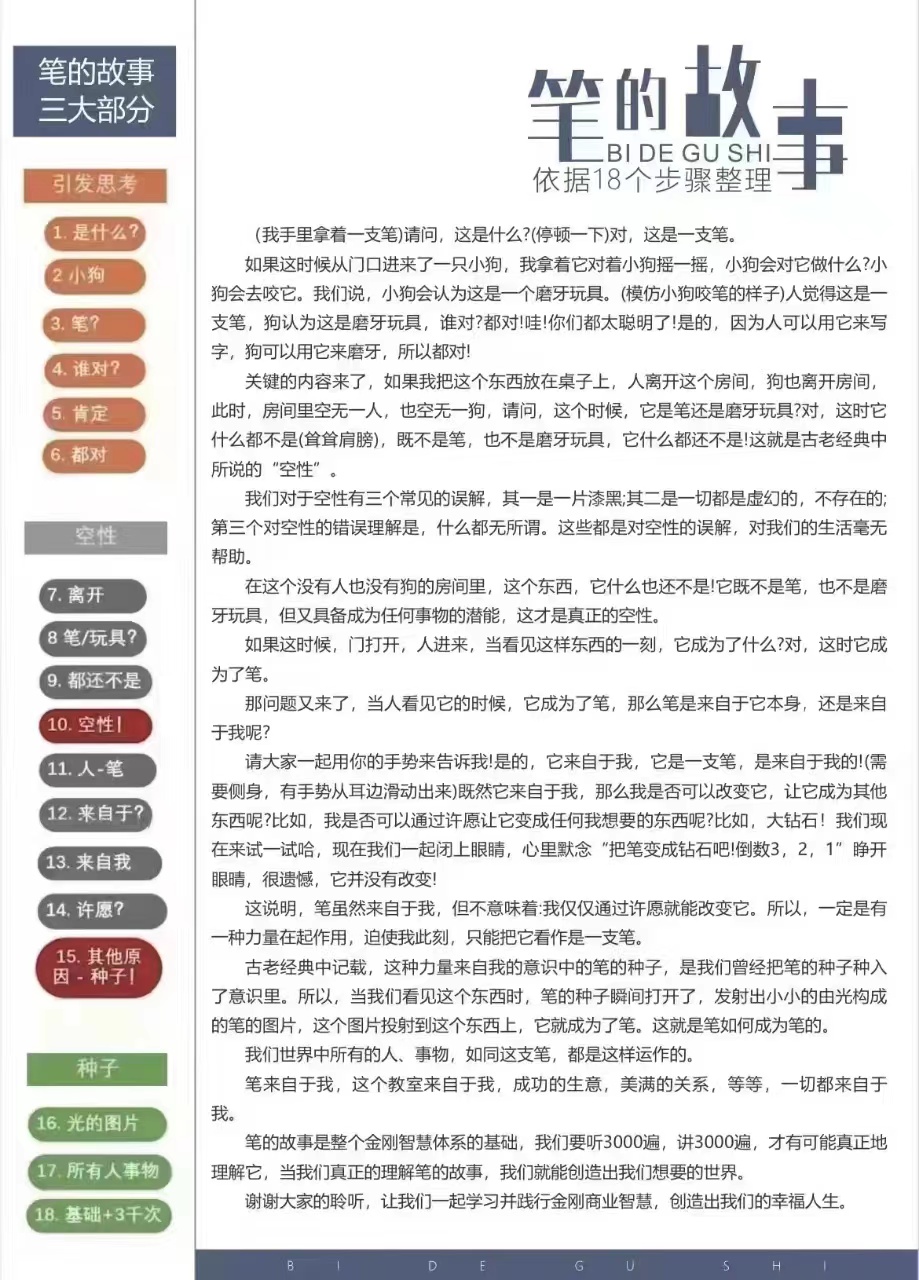 笔的故事
三大部分
引发思考
1. 是什么?
2 小狗
3. 笔?
4. 谁对?
5. 肯定
6. 都对
空性
7. 离开
8 笔/玩具?
9. 都还不是
10. 空性!
11. 人-笔
12. 来自于?
13. 来自我
14. 许愿?
15. 其他原
因 - 种子!
种子
16. 光的图片
17. 所有人事物
18. 基础+3千次
笔的故事
BI DE GU SHI
依据18个步骤整理
(我手里拿着一支笔)请问，这是什么?(停顿一下)对，这是一支笔。
如果这时候从门口进来了一只小狗，我拿着它对着小狗摇一摇，小狗会对它做什么?小
狗会去咬它。我们说，小狗会认为这是一个磨牙玩具。(模仿小狗咬笔的样子)人觉得这是一
支笔，狗认为这是磨牙玩具，谁对?都对!哇!你们都太聪明了!是的，因为人可以用它来写
字，狗可以用它来磨牙，所以都对!
关键的内容来了，如果我把这个东西放在桌子上，人离开这个房间，狗也离开房间，
此时，房间里空无一人，也空无一狗，请问，这个时候，它是笔还是磨牙玩具?对，这时它
什么都不是(耸耸肩膀)，既不是笔，也不是磨牙玩具，它什么都还不是!这就是古老经典中
所说的“空性”。
我们对于空性有三个常见的误解，其一是一片漆黑;其二是一切都是虚幻的，不存在的;
第三个对空性的错误理解是，什么都无所谓。这些都是对空性的误解，对我们的生活毫无
帮助。
在这个没有人也没有狗的房间里，这个东西，它什么也还不是!它既不是笔，也不是磨
牙玩具，但又具备成为任何事物的潜能，这才是真正的空性。
如果这时候，门打开，人进来，当看见这样东西的一刻，它成为了什么?对，这时它成
为了笔。
那问题又来了，当人看见它的时候，它成为了笔，那么笔是来自于它本身，还是来自
于我呢?
请大家一起用你的手势来告诉我!是的，它来自于我，它是一支笔，是来自于我的!(需
要侧身，有手势从耳边滑动出来)既然它来自于我，那么我是否可以改变它，让它成为其他
东西呢?比如，我是否可以通过许愿让它变成任何我想要的东西呢?比如，大钻石！我们现
在来试一试哈，现在我们一起闭上眼睛，心里默念“把笔变成钻石吧!倒数3，2，1”睁开
眼睛，很遗憾，它并没有改变!
这说明，笔虽然来自于我，但不意味着:我仅仅通过许愿就能改变它。所以，一定是有
一种力量在起作用，迫使我此刻，只能把它看作是一支笔。
古老经典中记载，这种力量来自我的意识中的笔的种子，是我们曾经把笔的种子种入
了意识里。所以，当我们看见这个东西时，笔的种子瞬间打开了，发射出小小的由光构成
的笔的图片，这个图片投射到这个东西上，它就成为了笔。这就是笔如何成为笔的。
我们世界中所有的人、事物，如同这支笔，都是这样运作的。
笔来自于我，这个教室来自于我，成功的生意，美满的关系，等等，一切都来自于
我。
笔的故事是整个金刚智慧体系的基础，我们要听3000遍，讲3000遍，才有可能真正地
理解它，当我们真正的理解笔的故事，我们就能创造出我们想要的世界。
谢谢大家的聆听，让我们一起学习并践行金刚商业智慧，创造出我们的幸福人生。
BI DE GU SHI